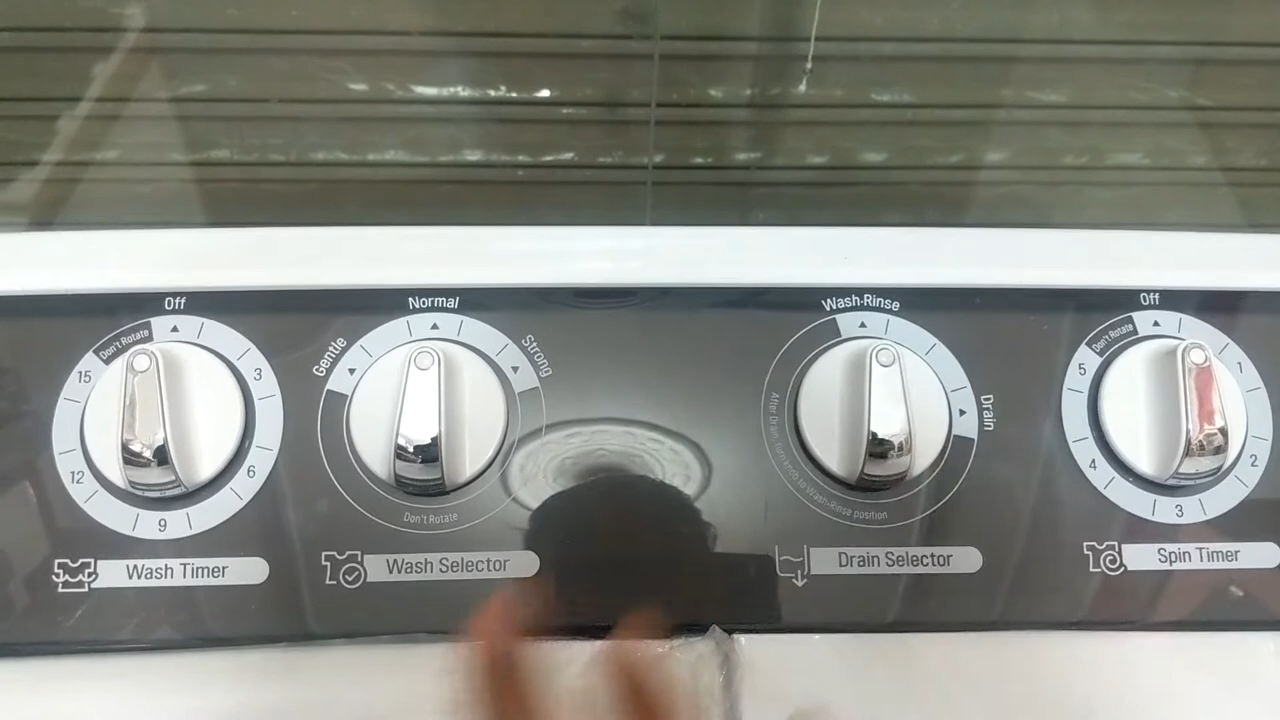 Off
Don't Rotate
15
3
12
6
9
Wash Timer
Normal
Gentle
Strong
Don't Rotate
Wash Selector
Wash-Rinse
Drain
After Drain, Turn knob to Wash-Rinse position
Drain Selector
Off
Don't Rotate
5
1
4
2
3
Spin Timer